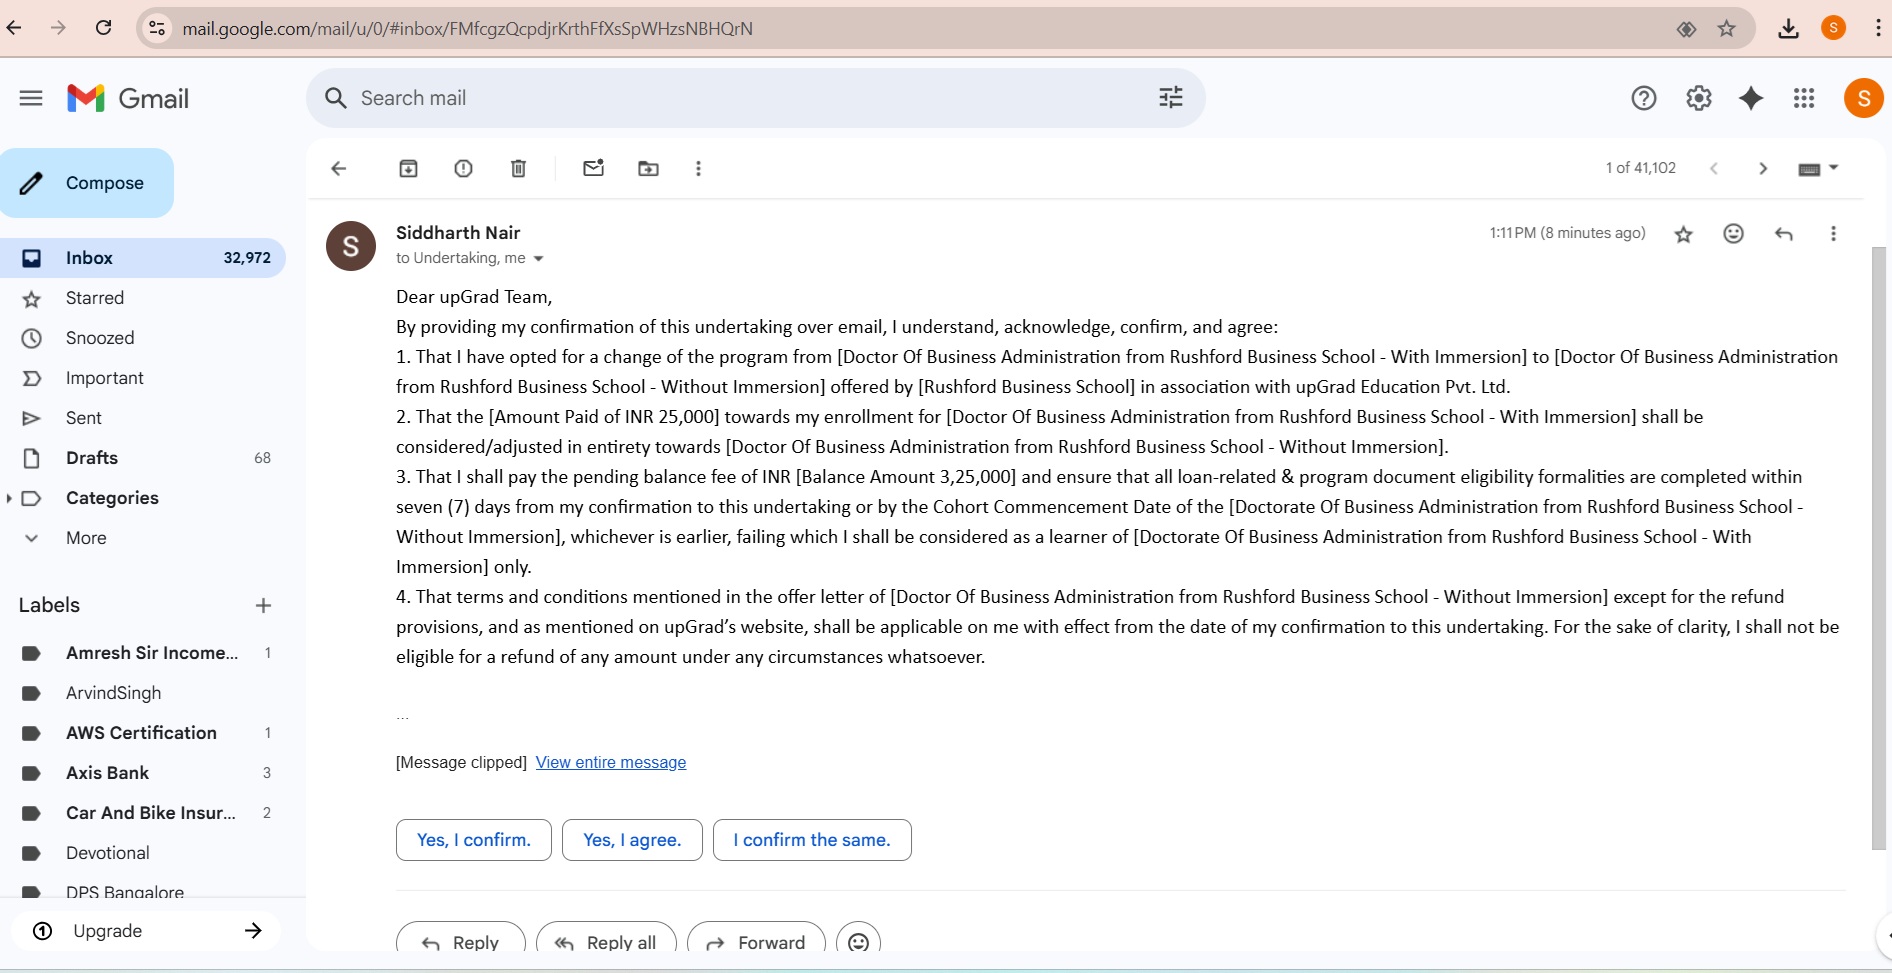 mail.google.com/mail/u/0/#inbox/FMfcgzQcpdjrKrthFfXsSpWHzsNBHQrN
S
Gmail
Search mail
S
Compose
1 of 41,102
Inbox 32,972
Starred
Snoozed
Important
Sent
Drafts 68
Categories
More
Labels
Amresh Sir Income... 1
ArvindSingh
AWS Certification 1
Axis Bank 3
Car And Bike Insur... 2
Devotional
DPS Bangalore
Upgrade
S
Siddharth Nair
1:11 PM (8 minutes ago)
to Undertaking, me
Dear upGrad Team,
By providing my confirmation of this undertaking over email, I understand, acknowledge, confirm, and agree:
1. That I have opted for a change of the program from [Doctor Of Business Administration from Rushford Business School - With Immersion] to [Doctor Of Business Administration
from Rushford Business School - Without Immersion] offered by [Rushford Business School] in association with upGrad Education Pvt. Ltd.
2. That the [Amount Paid of INR 25,000] towards my enrollment for [Doctor Of Business Administration from Rushford Business School - With Immersion] shall be
considered/adjusted in entirety towards [Doctor Of Business Administration from Rushford Business School - Without Immersion].
3. That I shall pay the pending balance fee of INR [Balance Amount 3,25,000] and ensure that all loan-related & program document eligibility formalities are completed within
seven (7) days from my confirmation to this undertaking or by the Cohort Commencement Date of the [Doctorate Of Business Administration from Rushford Business School -
Without Immersion], whichever is earlier, failing which I shall be considered as a learner of [Doctorate Of Business Administration from Rushford Business School - With
Immersion] only.
4. That terms and conditions mentioned in the offer letter of [Doctor Of Business Administration from Rushford Business School - Without Immersion] except for the refund
provisions, and as mentioned on upGrad’s website, shall be applicable on me with effect from the date of my confirmation to this undertaking. For the sake of clarity, I shall not be
eligible for a refund of any amount under any circumstances whatsoever.
...
[Message clipped] View entire message
Yes, I confirm.
Yes, I agree.
I confirm the same.
Reply
Reply all
Forward